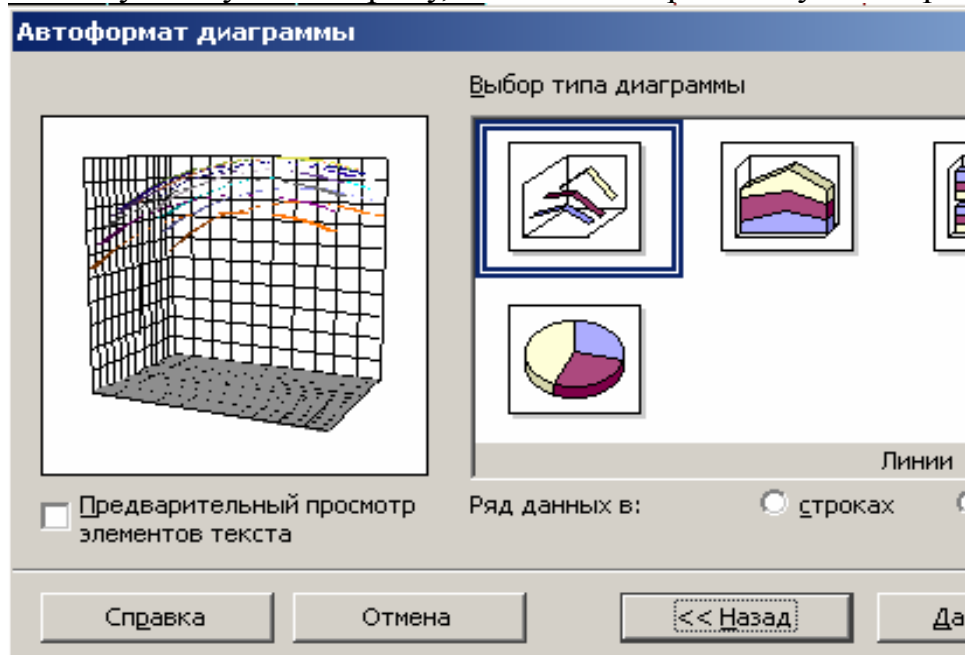 Автоформат диаграммы
Выбор типа диаграммы
Линии
Предварительный просмотр
элементов текста
Ряд данных в:
строках
Справка
Отмена
<< Назад